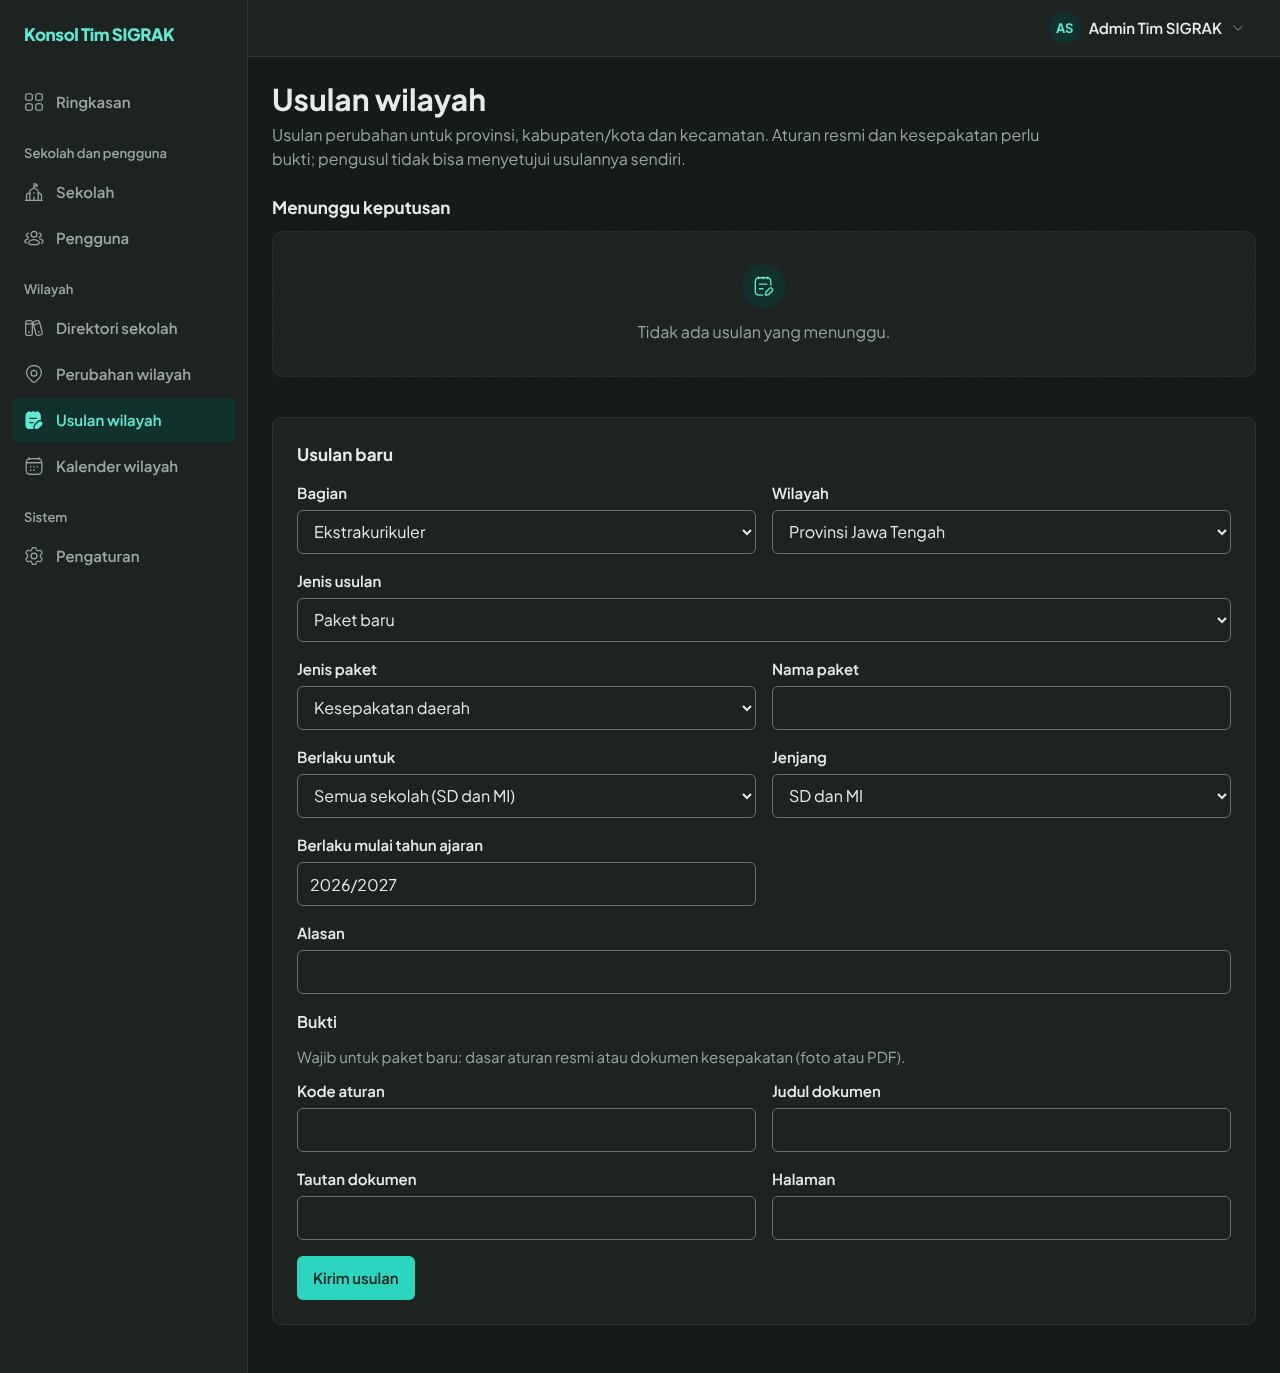 Konsol Tim SIGRAK
AS Admin Tim SIGRAK
Ringkasan
Sekolah dan pengguna
Sekolah
Pengguna
Wilayah
Direktori sekolah
Perubahan wilayah
Usulan wilayah
Kalender wilayah
Sistem
Pengaturan
Usulan wilayah
Usulan perubahan untuk provinsi, kabupaten/kota dan kecamatan. Aturan resmi dan kesepakatan perlu
bukti; pengusul tidak bisa menyetujui usulannya sendiri.
Menunggu keputusan
Tidak ada usulan yang menunggu.
Usulan baru
Bagian
Ekstrakurikuler
Wilayah
Provinsi Jawa Tengah
Jenis usulan
Paket baru
Jenis paket
Kesepakatan daerah
Nama paket
Berlaku untuk
Semua sekolah (SD dan MI)
Jenjang
SD dan MI
Berlaku mulai tahun ajaran
2026/2027
Alasan
Bukti
Wajib untuk paket baru: dasar aturan resmi atau dokumen kesepakatan (foto atau PDF).
Kode aturan
Judul dokumen
Tautan dokumen
Halaman
Kirim usulan